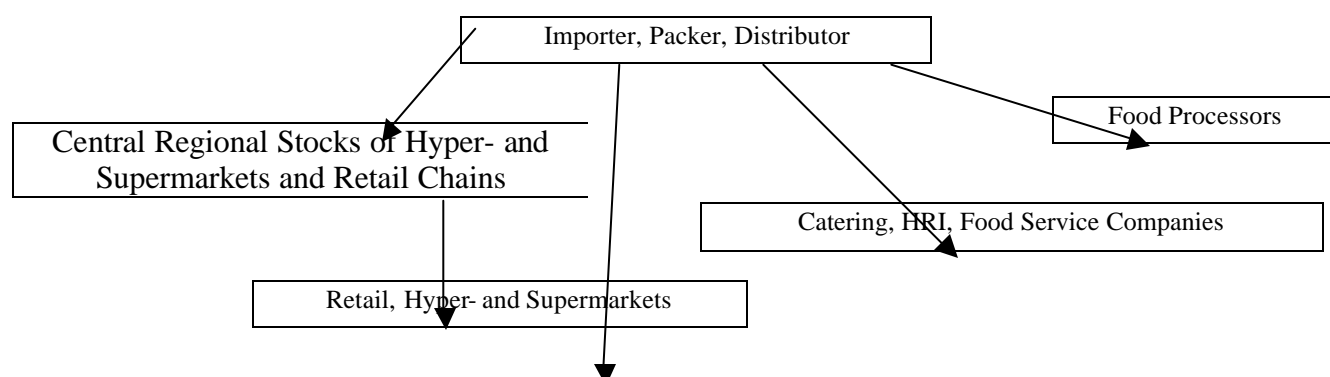 Importer, Packer, Distributor
Food Processors
Central Regional Stocks of Hyper- and
Supermarkets and Retail Chains
Catering, HRI, Food Service Companies
Retail, Hyper- and Supermarkets